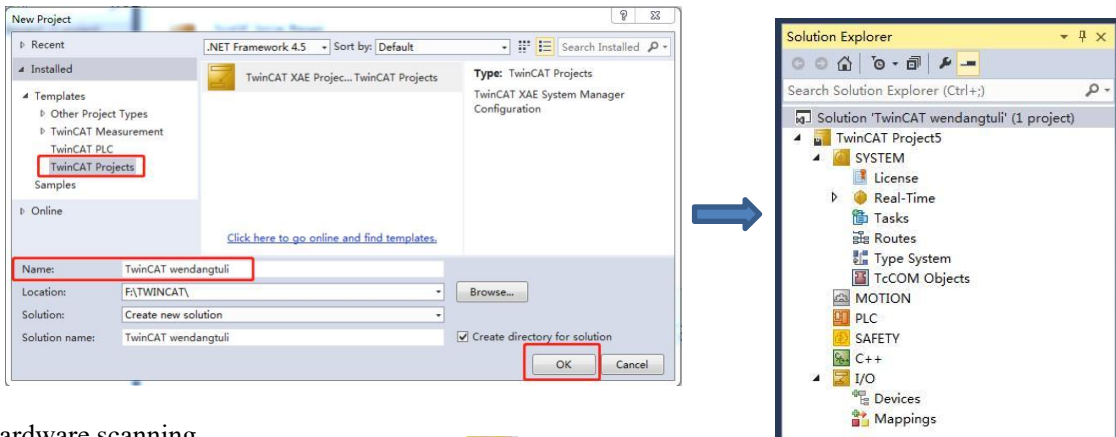 New Project
Recent
.NET Framework 4.5
Sort by: Default
Search Installed
Installed
Templates
Other Project Types
TwinCAT Measurement
TwinCAT PLC
TwinCAT Projects
Samples
Online
TwinCAT XAE Projec... TwinCAT Projects
Type: TwinCAT Projects
TwinCAT XAE System Manager
Configuration
Click here to go online and find templates.
Name: TwinCAT wendangtuli
Location: F:\TWINCAT\ Browse...
Solution: Create new solution
Solution name: TwinCAT wendangtuli Create directory for solution
OK Cancel
Solution Explorer
Search Solution Explorer (Ctrl+;)
Solution 'TwinCAT wendangtuli' (1 project)
TwinCAT Project5
SYSTEM
License
Real-Time
Tasks
Routes
Type System
TcCOM Objects
MOTION
PLC
SAFETY
C++
I/O
Devices
Mappings
ardware scanning